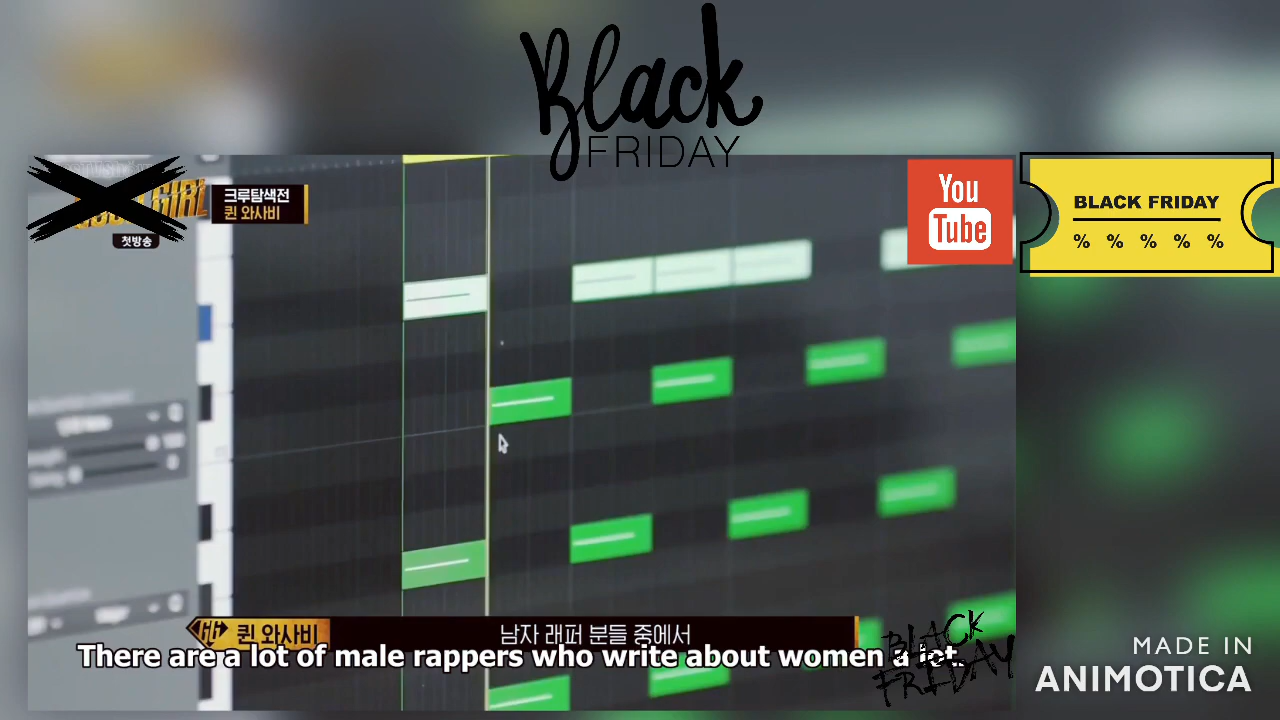 Black
FRIDAY
GIRL
첫방송
크루탐색전
퀸 와사비
You
Tube
BLACK FRIDAY
% % % % %
퀸 와사비
남자 래퍼 분들 중에서
There are a lot of male rappers who write about women a lot.
BLACK
FRIDAY
MADE IN
ANIMOTICA